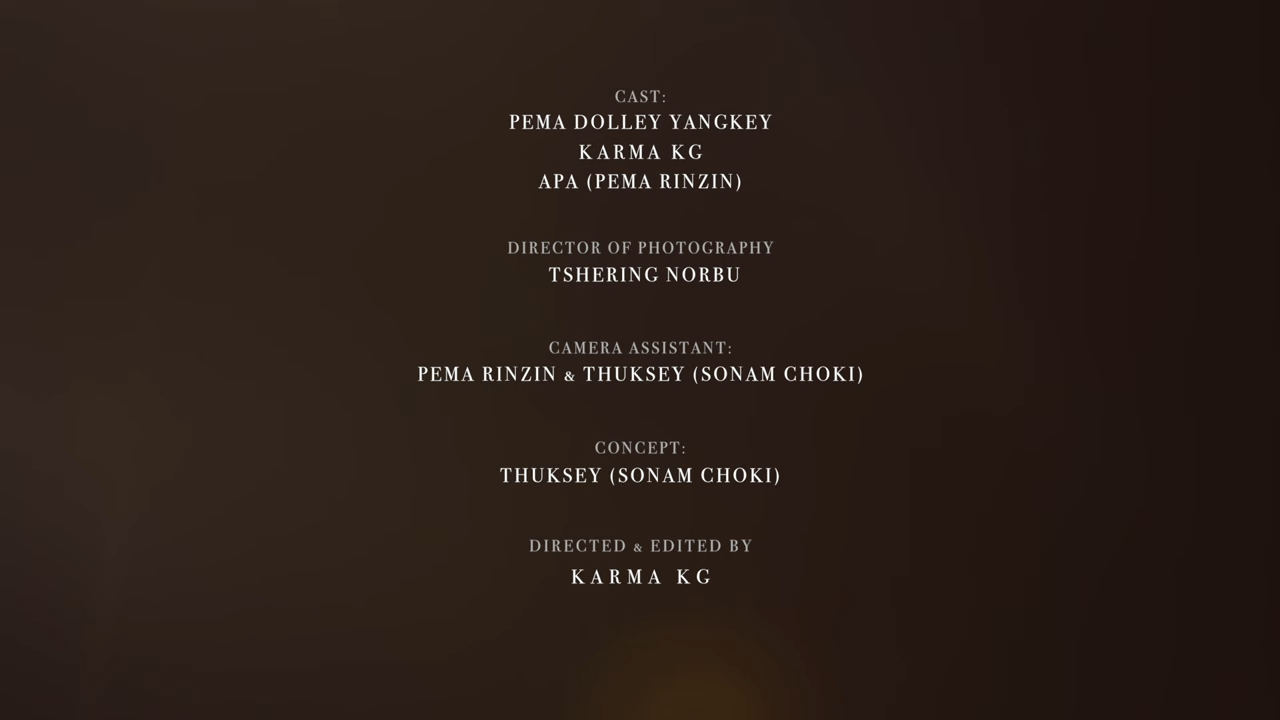 CAST:
PEMA DOLLEY YANGKEY
KARMA KG
APA (PEMA RINZIN)
DIRECTOR OF PHOTOGRAPHY
TSHERING NORBU
CAMERA ASSISTANT:
PEMA RINZIN & THUKSEY (SONAM CHOKI)
CONCEPT:
THUKSEY (SONAM CHOKI)
DIRECTED & EDITED BY
KARMA KG